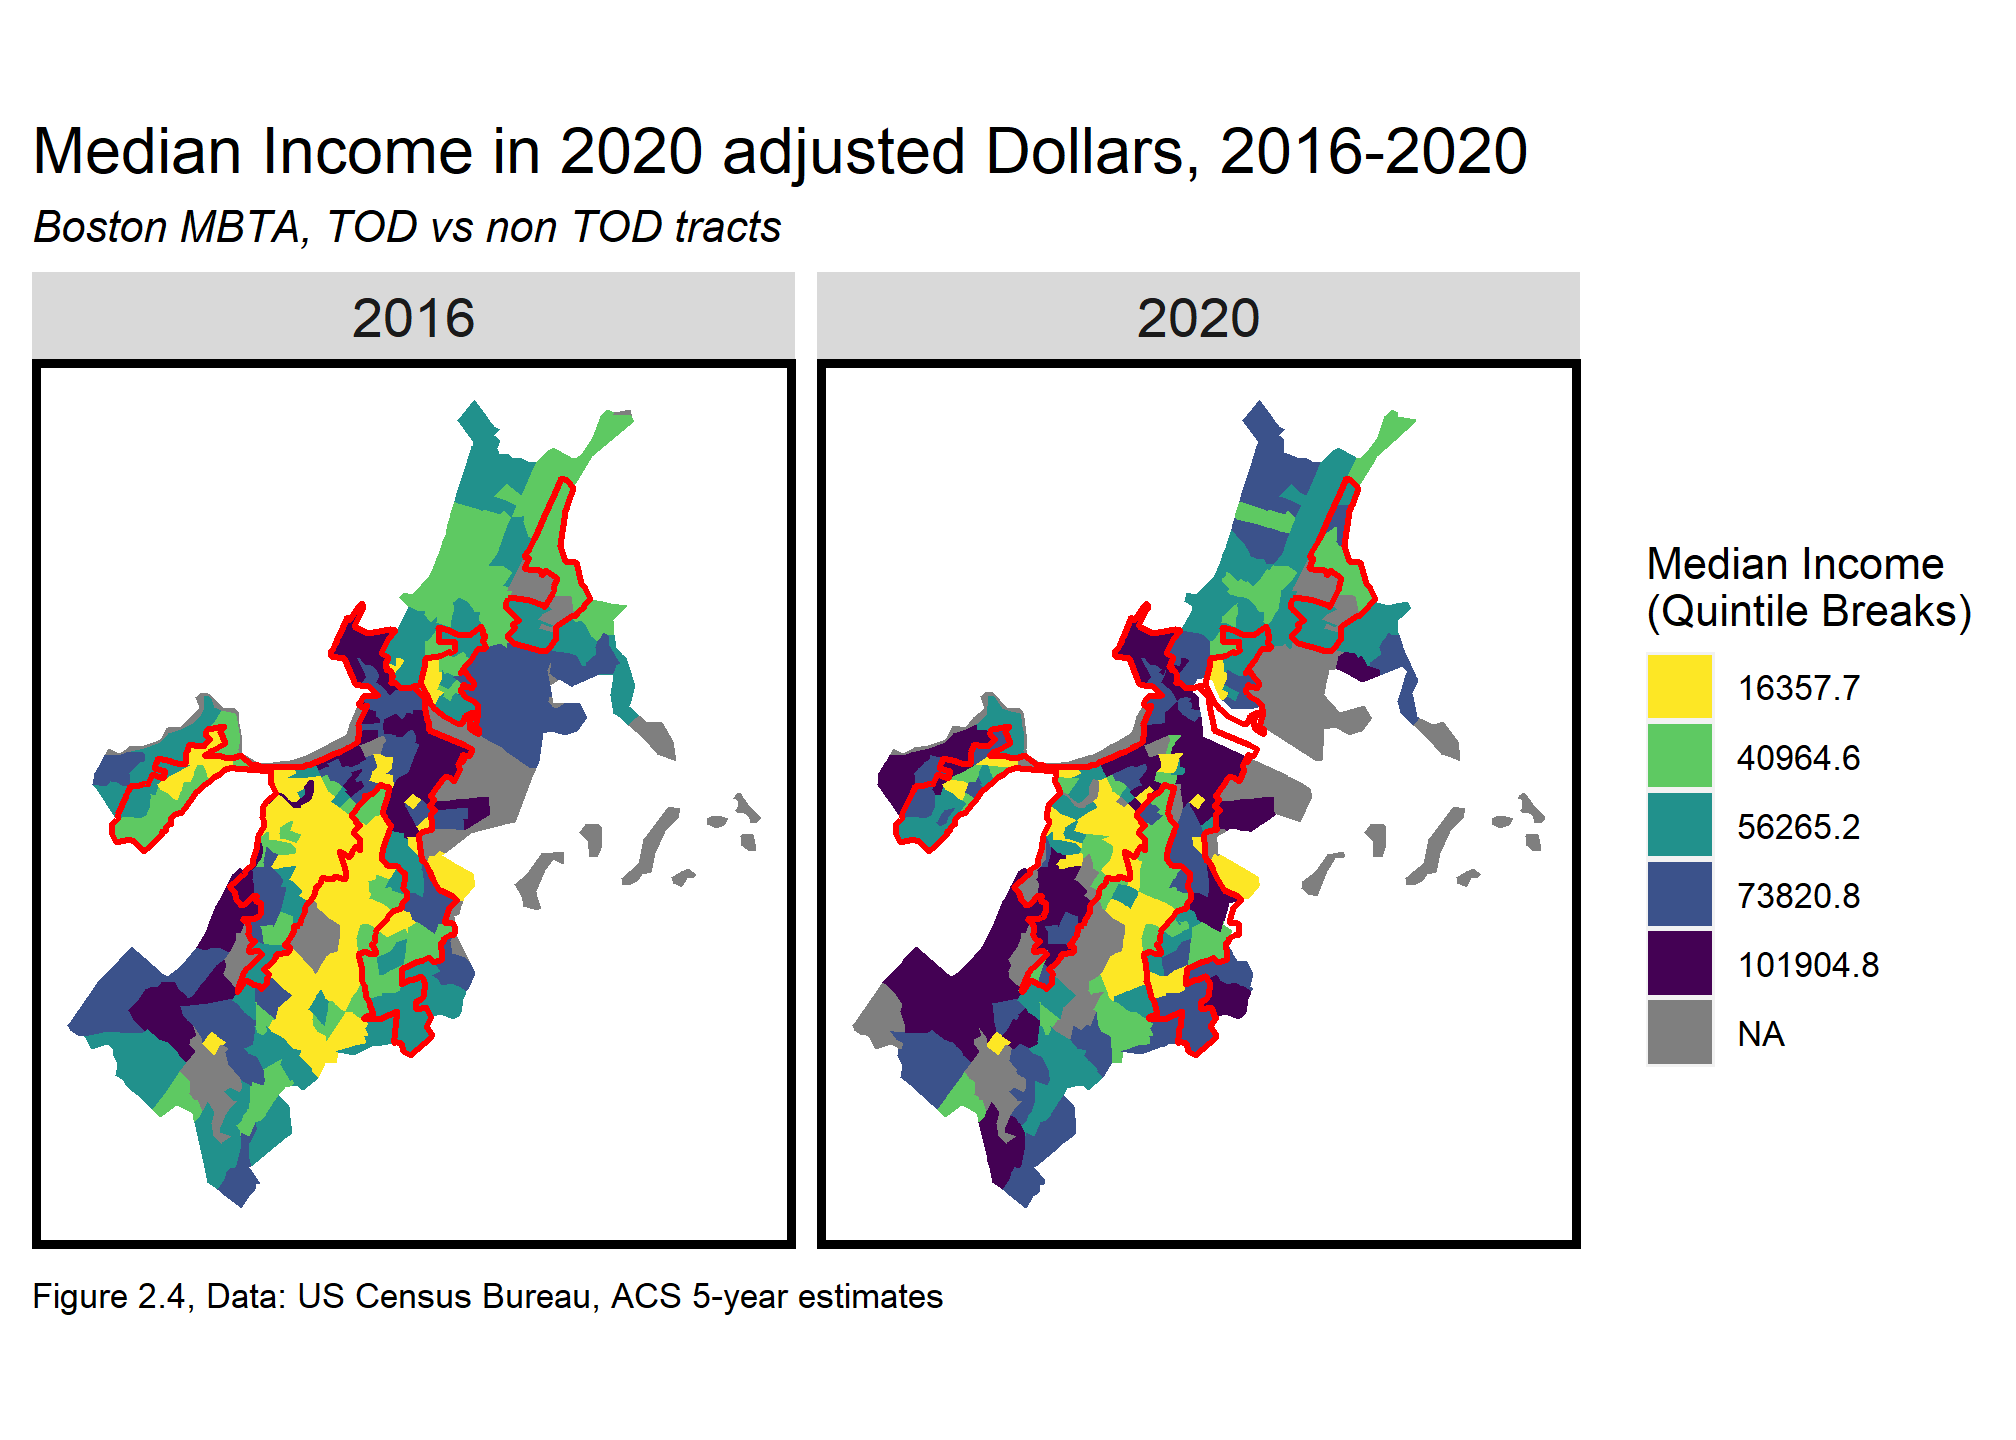 Median Income in 2020 adjusted Dollars, 2016-2020
Boston MBTA, TOD vs non TOD tracts
2016
2020
Median Income
(Quintile Breaks)
16357.7
40964.6
56265.2
73820.8
101904.8
NA
Figure 2.4, Data: US Census Bureau, ACS 5-year estimates